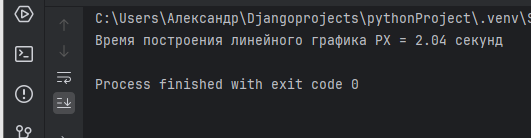 C:\Users\Александр\Djangoprojects\pythonProject\.venv\
Время построения линейного графика PX = 2.04 секунд
Process finished with exit code 0